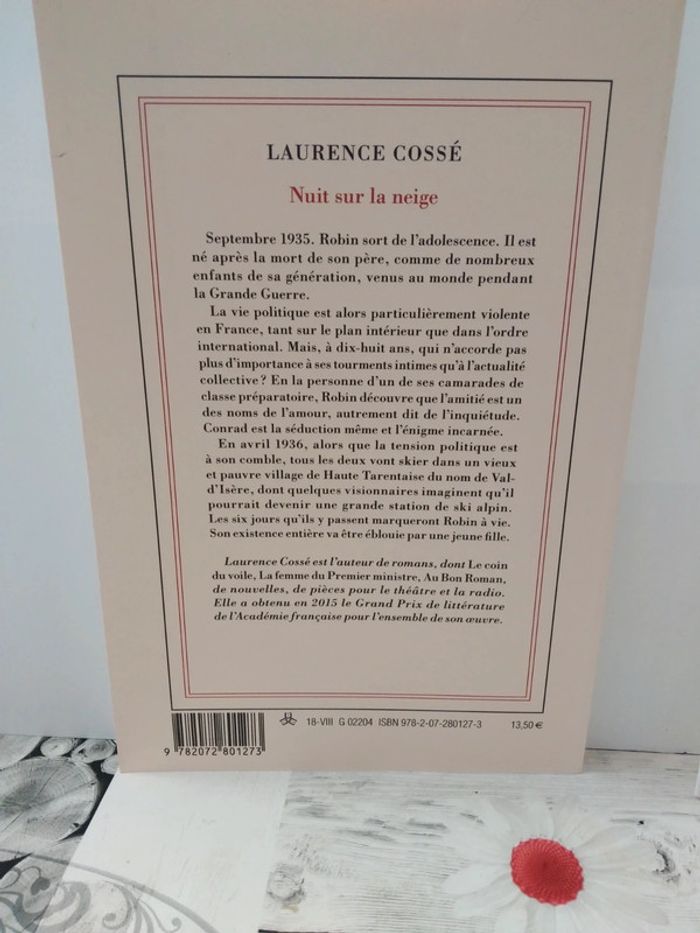 LAURENCE COSSÉ
Nuit sur la neige
Septembre 1935. Robin sort de l'adolescence. Il est
né après la mort de son père, comme de nombreux
enfants de sa génération, venus au monde pendant
la Grande Guerre.
La vie politique est alors particulièrement violente
en France, tant sur le plan intérieur que dans l'ordre
international. Mais, à dix-huit ans, qui n'accorde pas
plus d'importance à ses tourments intimes qu'à l'actualité
collective ? En la personne d'un de ses camarades de
classe préparatoire, Robin découvre que l'amitié est un
des noms de l'amour, autrement dit de l'inquiétude.
Conrad est la séduction même et l'énigme incarnée.
En avril 1936, alors que la tension politique est
à son comble, tous les deux vont skier dans un vieux
et pauvre village de Haute Tarentaise du nom de Val-
d'Isère, dont quelques visionnaires imaginent qu'il
pourrait devenir une grande station de ski alpin.
Les six jours qu'ils y passent marqueront Robin à vie.
Son existence entière va être éblouie par une jeune fille.
Laurence Cossé est l'auteur de romans, dont Le coin
du voile, La femme du Premier ministre, Au Bon Roman,
de nouvelles, de pièces pour le théâtre et la radio.
Elle a obtenu en 2015 le Grand Prix de littérature
de l'Académie française pour l'ensemble de son œuvre.
18-VIII G 02204 ISBN 978-2-07-280127-3 13,50 €
9 782072 801273